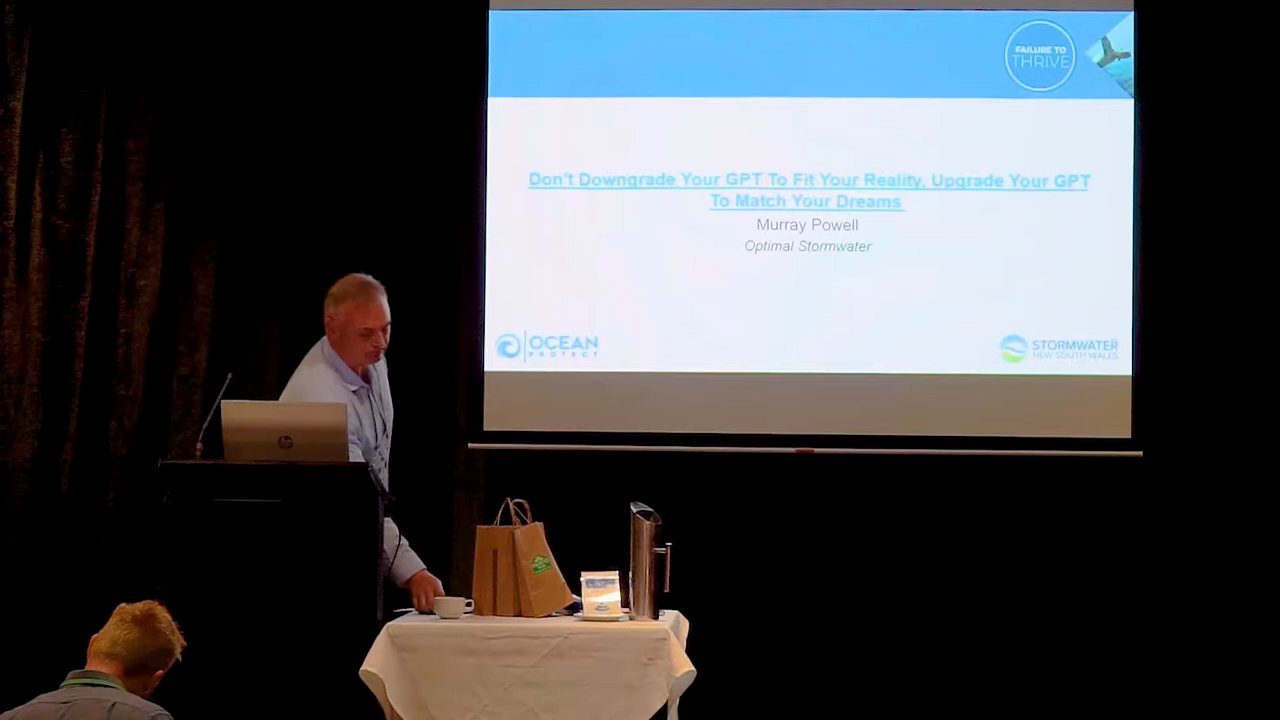 FAILURE TO
THRIVE
Don't Downgrade Your GPT To Fit Your Reality, Upgrade Your GPT
To Match Your Dreams
Murray Powell
Optimal Stormwater
OCEAN
PROTECT
STORMWATER
NEW SOUTH WALES
hp